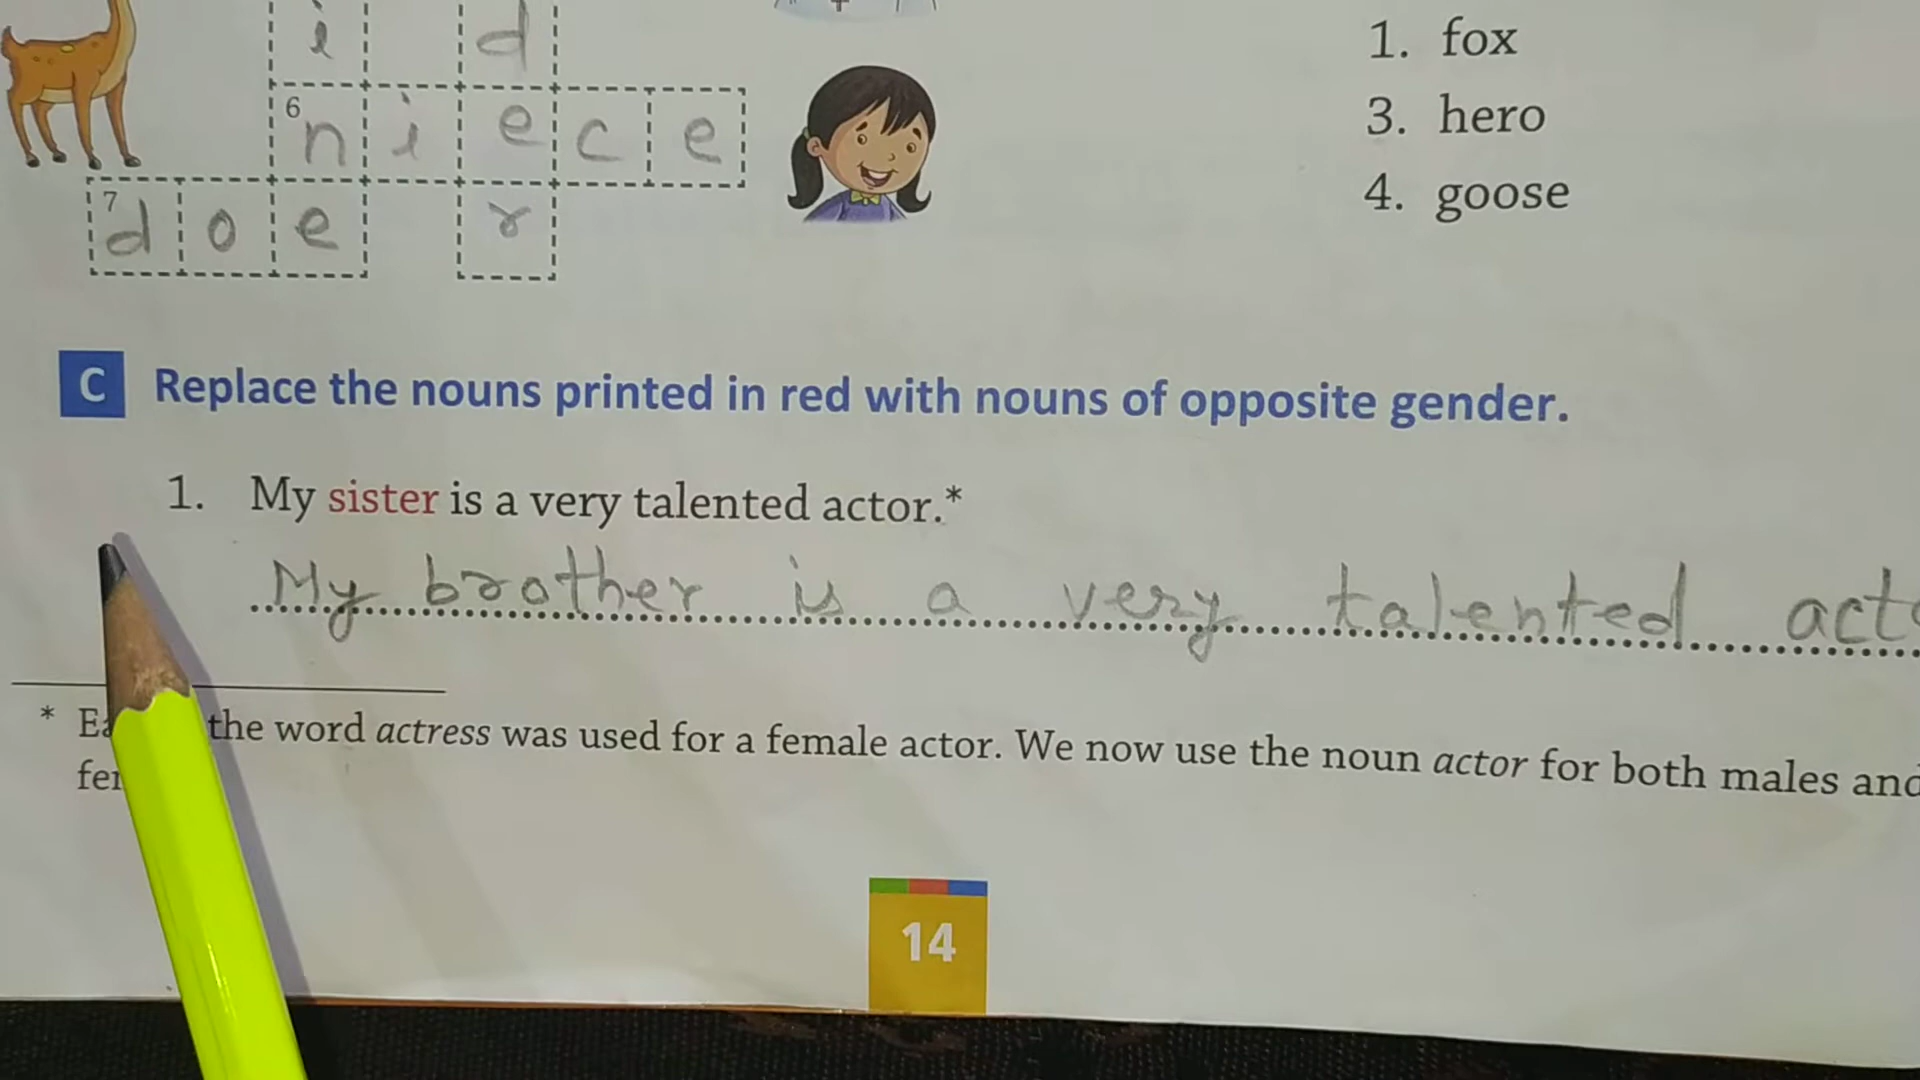 i d
6 n i e c e
7 d o e r
1. fox
3. hero
4. goose
C Replace the nouns printed in red with nouns of opposite gender.
1. My sister is a very talented actor.*
My brother is a very talented
* the word actress was used for a female actor. We now use the noun actor for both males and
14